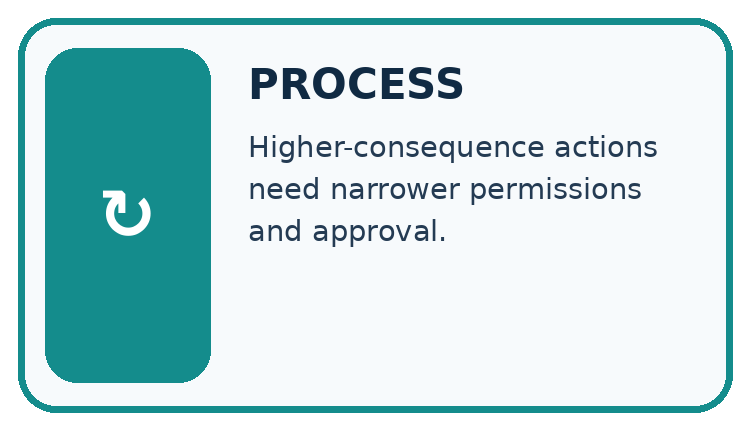 PROCESS
Higher-consequence actions
need narrower permissions
and approval.